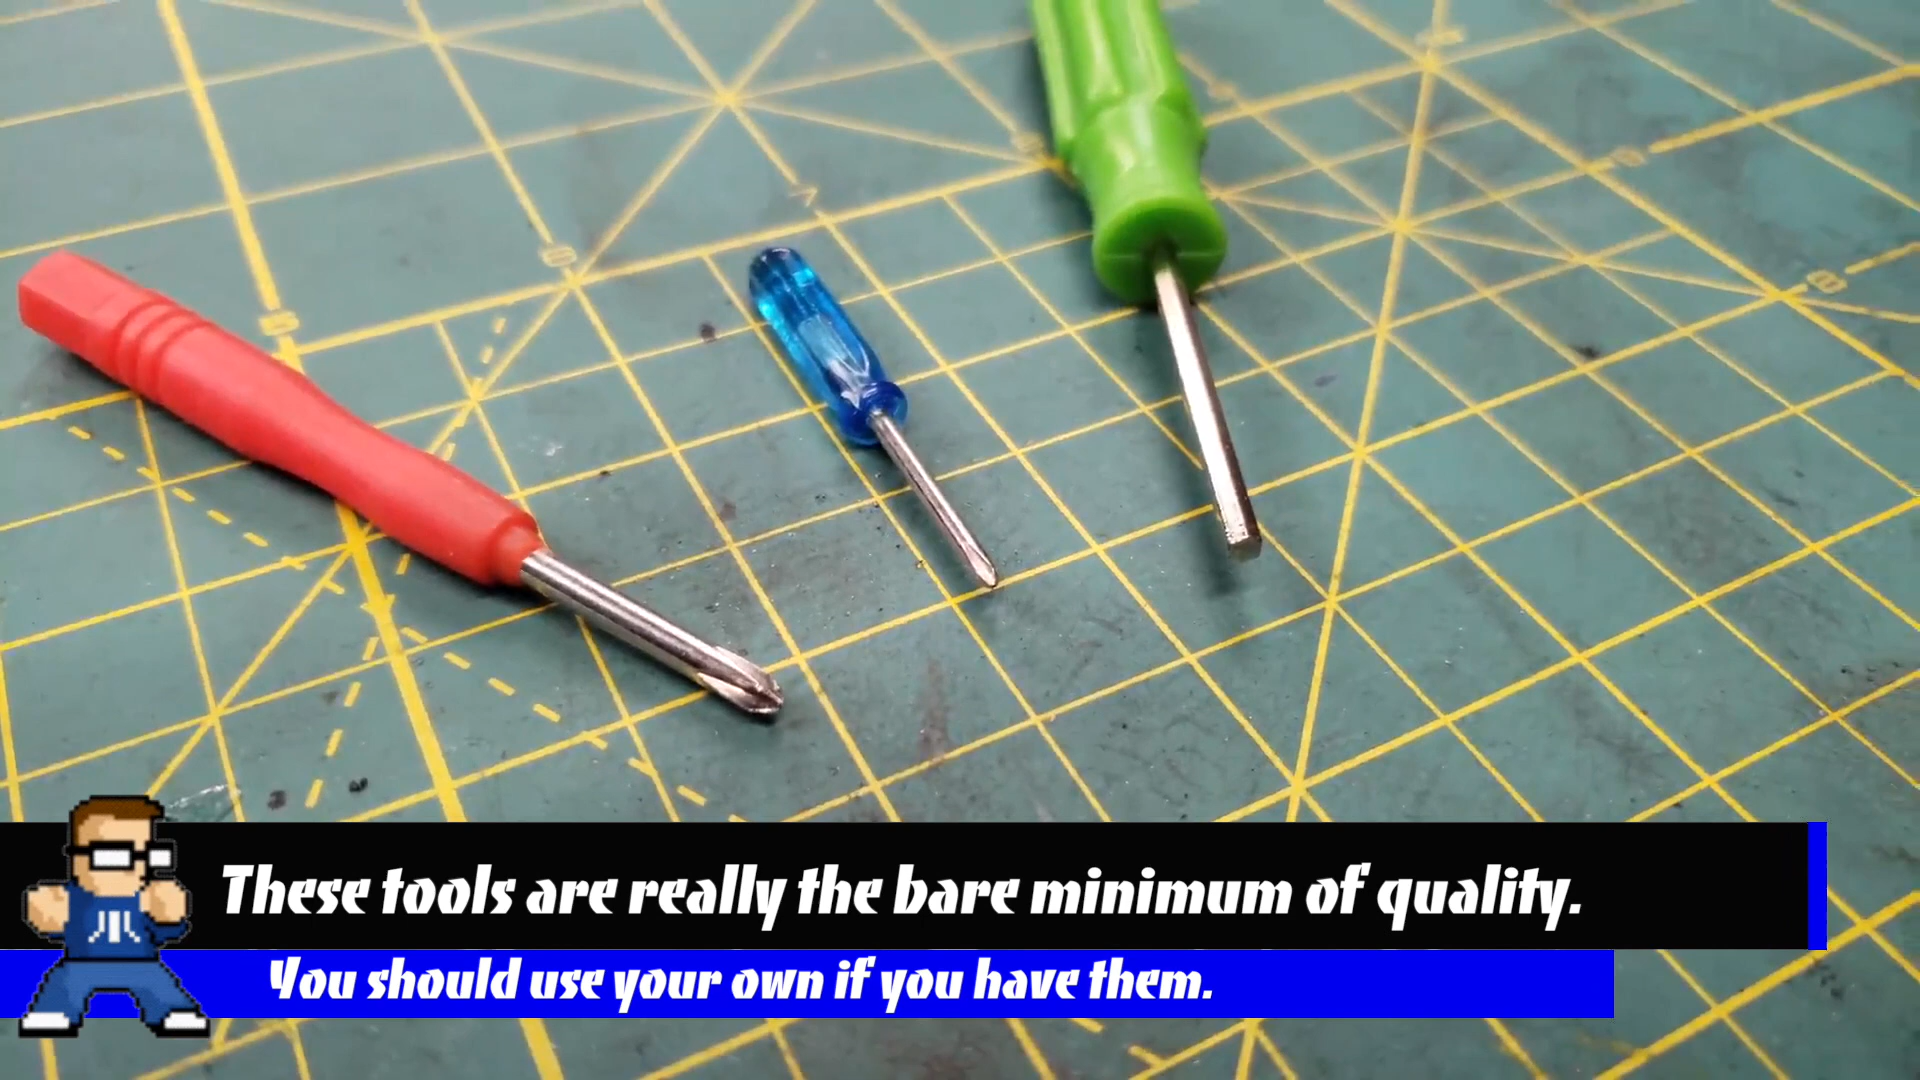 These tools are really the bare minimum of quality.
You should use your own if you have them.